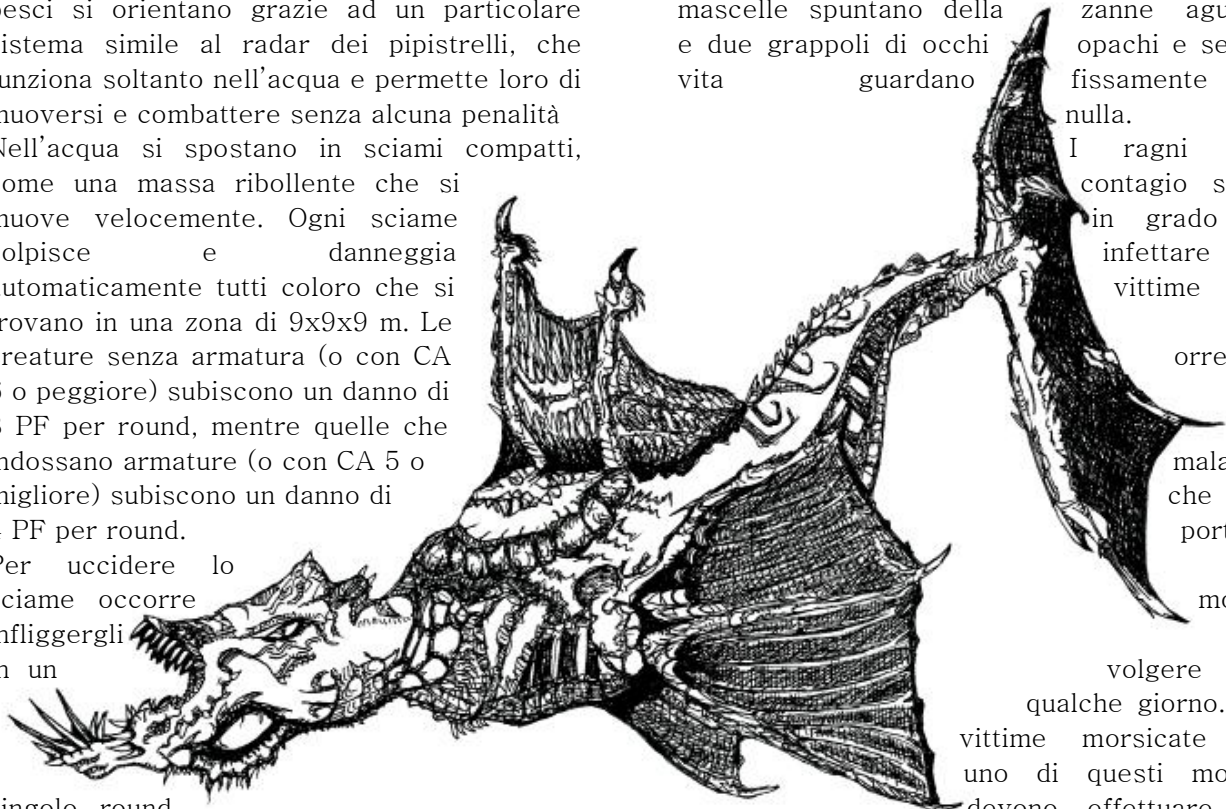 pesci si orientano grazie ad un particolare
sistema simile al radar dei pipistrelli, che
funziona soltanto nell'acqua e permette loro di
muoversi e combattere senza alcuna penalità
Nell'acqua si spostano in sciami compatti,
come una massa ribollente che si
muove velocemente. Ogni sciame
colpisce e danneggia
automaticamente tutti coloro che si
trovano in una zona di 9x9x9 m. Le
creature senza armatura (o con CA
o peggiore) subiscono un danno di
PF per round, mentre quelle che
indossano armature (o con CA 5 o
migliore) subiscono un danno di
PF per round.
Per uccidere lo
sciame occorre
infliggergli
in un
singolo round
mascelle spuntano della zanne
e due grappoli di occhi opachi e
vita guardano fissamente
nulla.
I ragni
contagio
in grado
infettare
vittime
che
volgere
qualche giorno.
vittime morsicate
uno di questi
devono effettuare